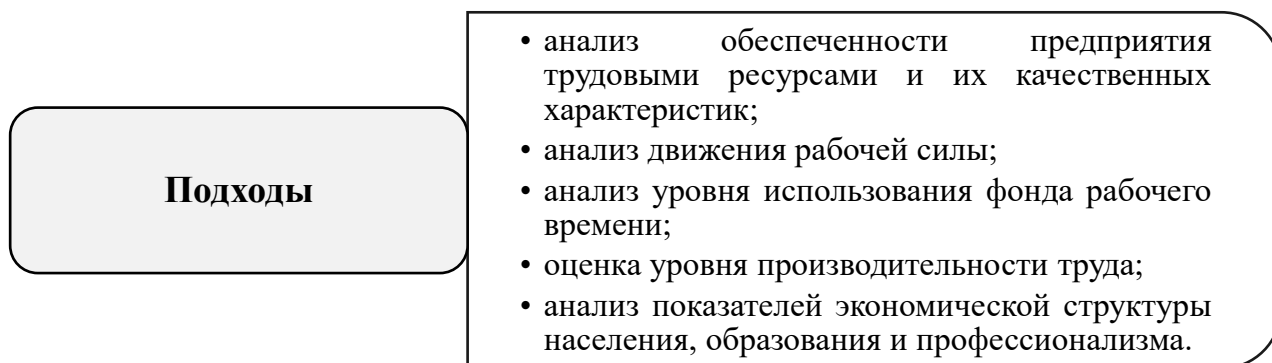 Подходы
• анализ обеспеченности предприятия
трудовыми ресурсами и их качественных
характеристик;
• анализ движения рабочей силы;
• анализ уровня использования фонда рабочего
времени;
• оценка уровня производительности труда;
• анализ показателей экономической структуры
населения, образования и профессионализма.